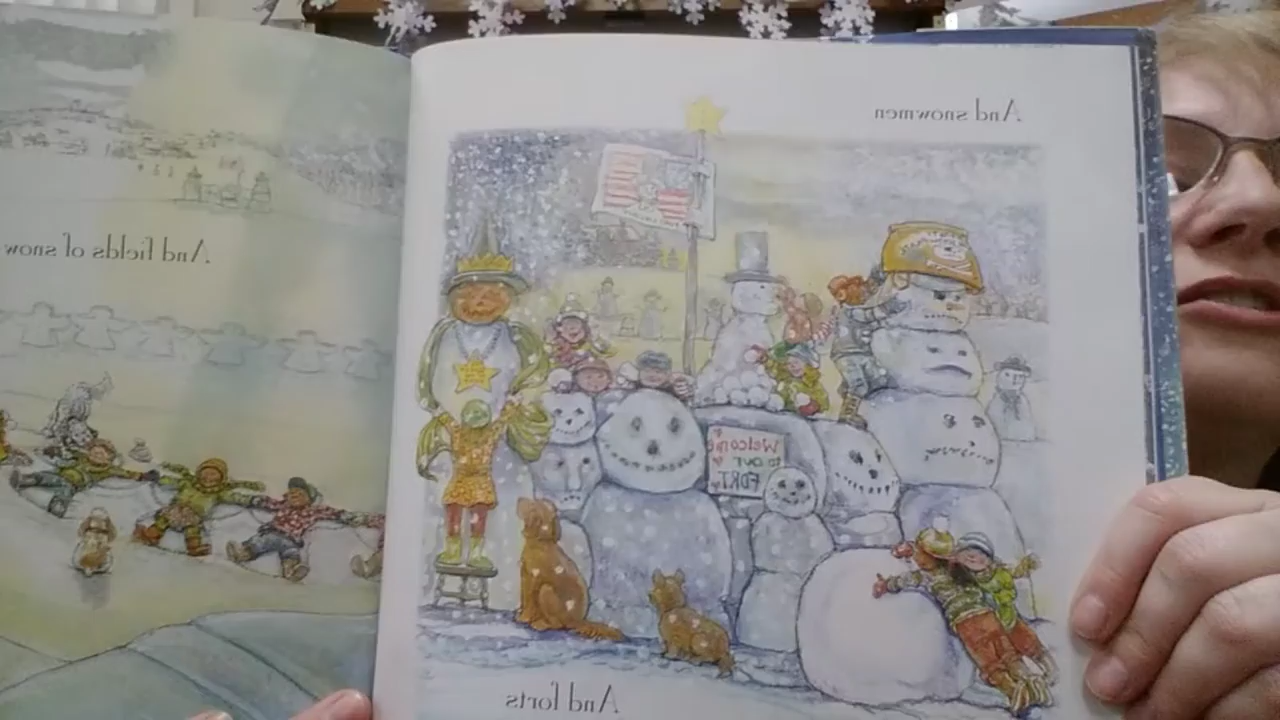 And fields of snow
And snowmen
Welcome
to our
FORT
And forts